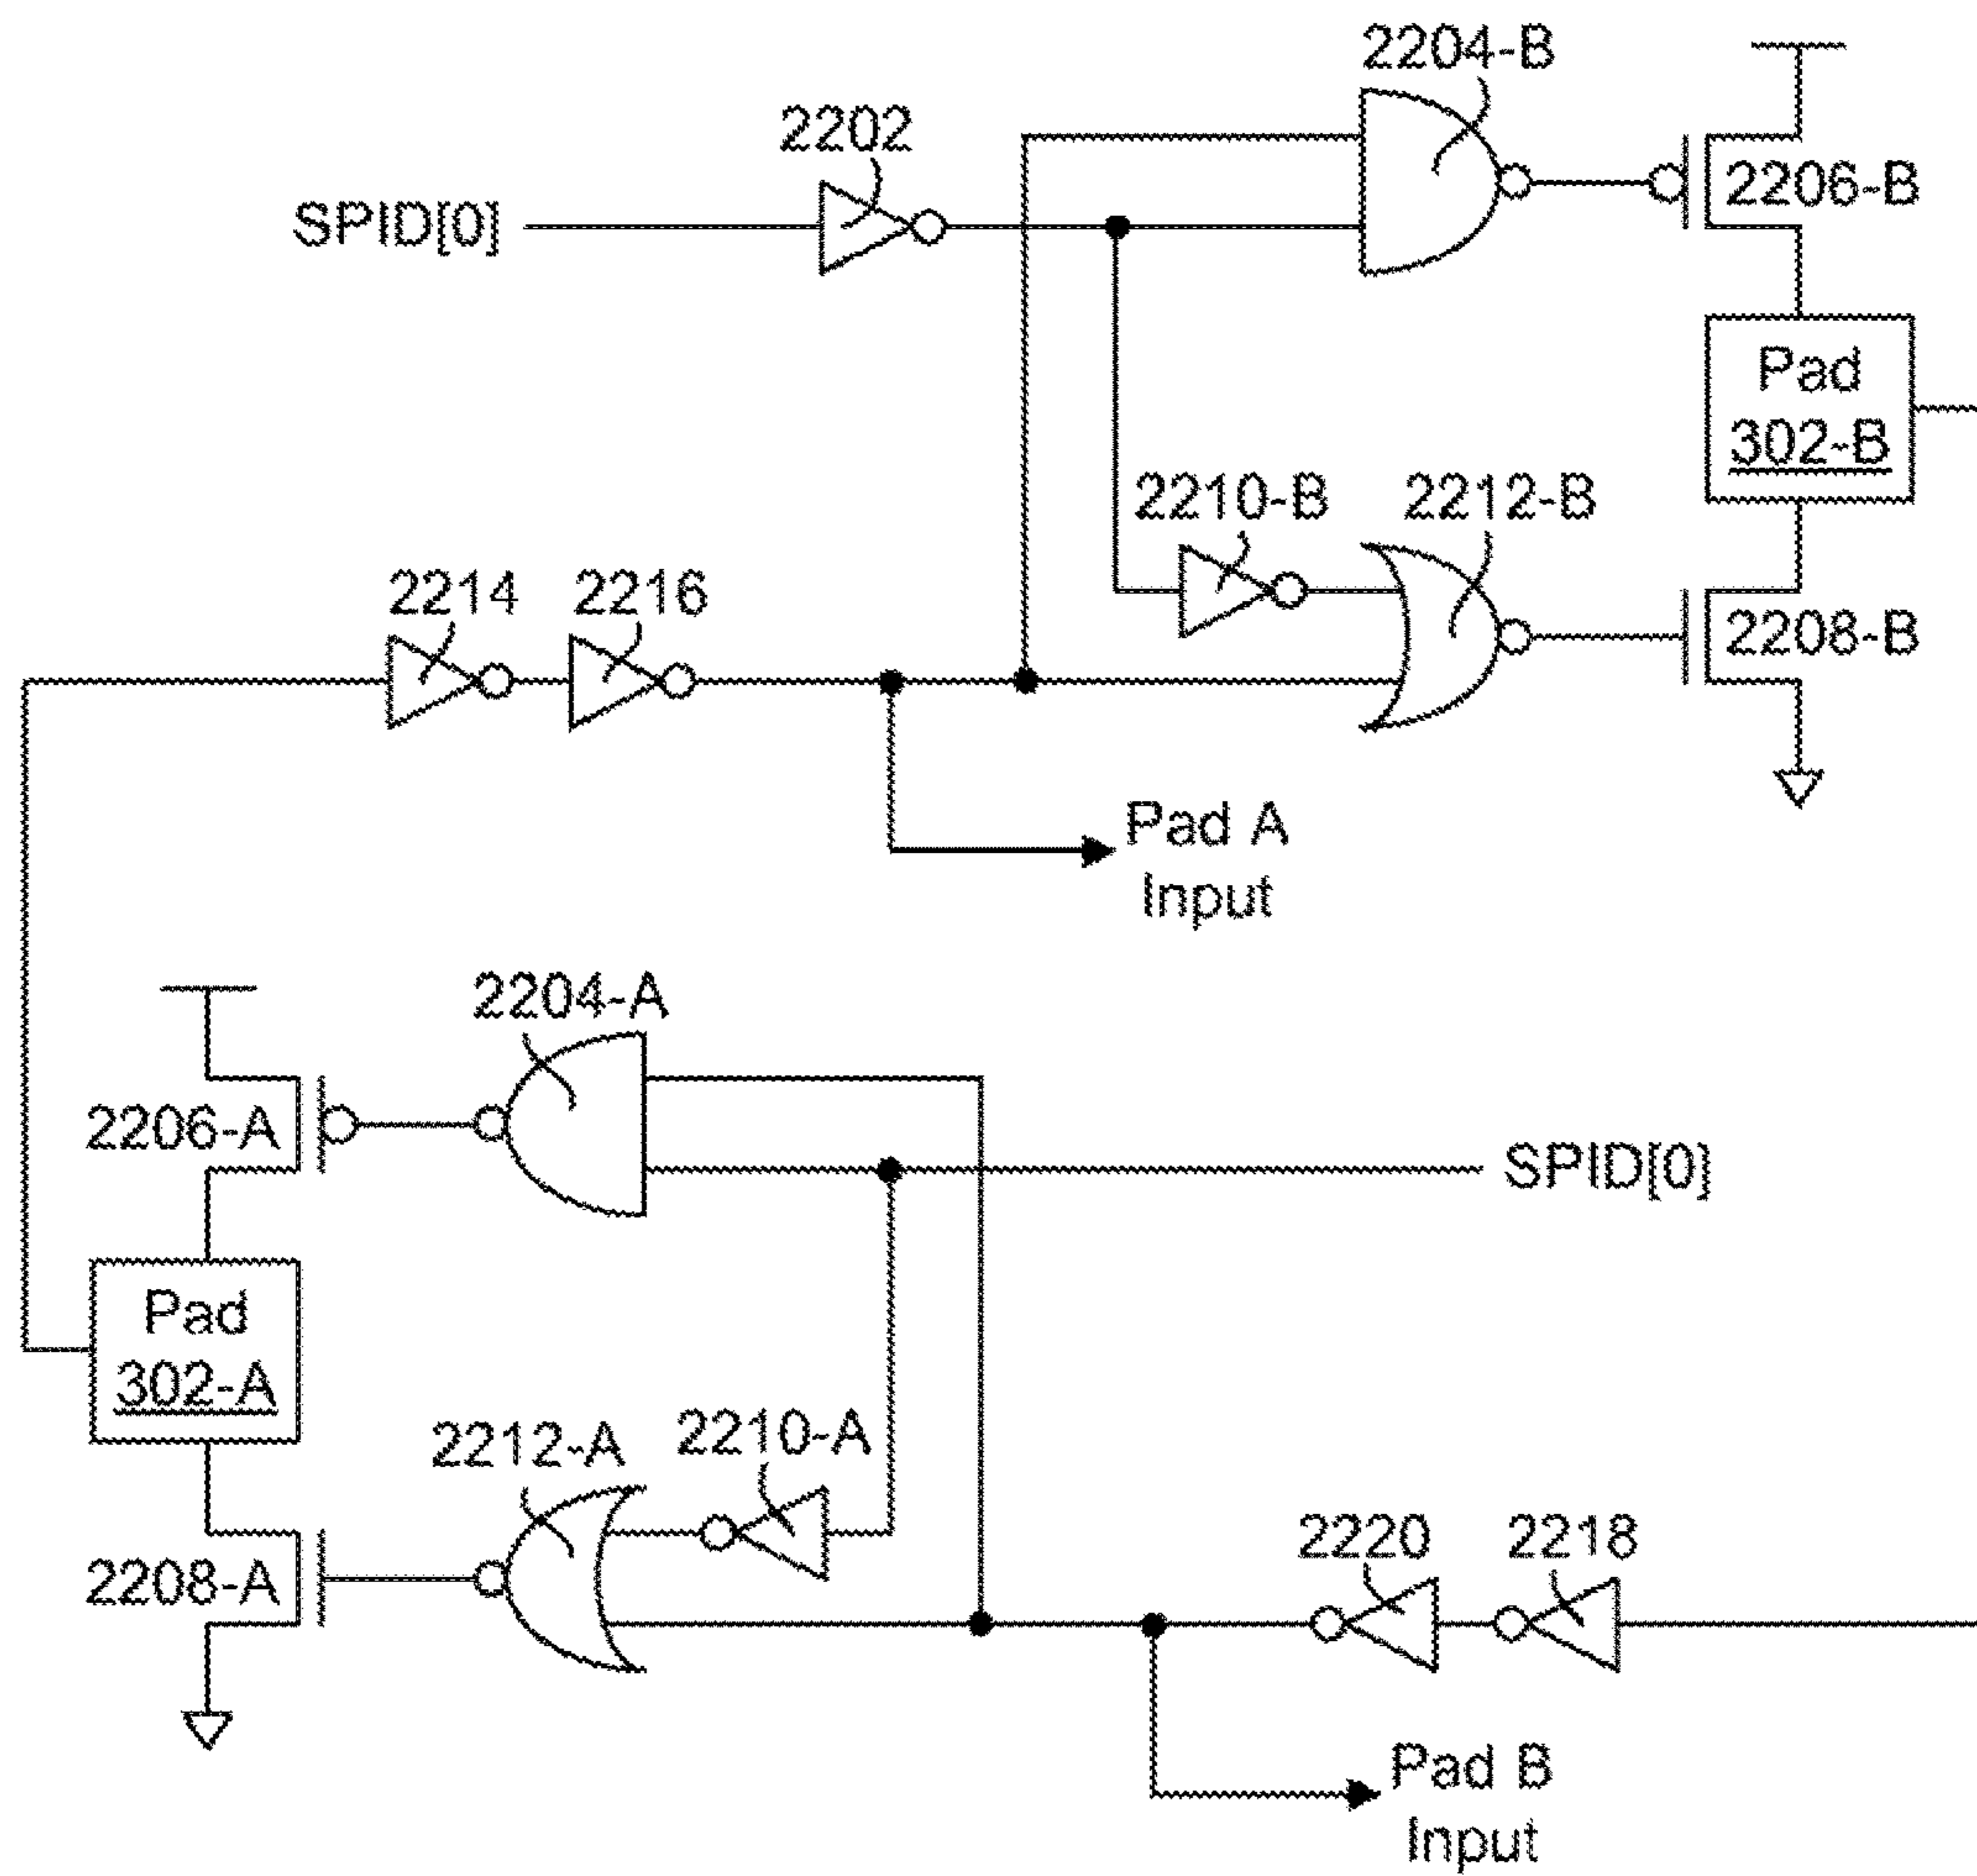 2204-B
2202
SPID[0]
2206-B
Pad
302-B
2210-B
2212-B
2214
2216
2208-B
Pad A
Input
2204-A
2206-A
SPID[0]
Pad
302-A
2212-A
2210-A
2208-A
2220
2218
Pad B
Input